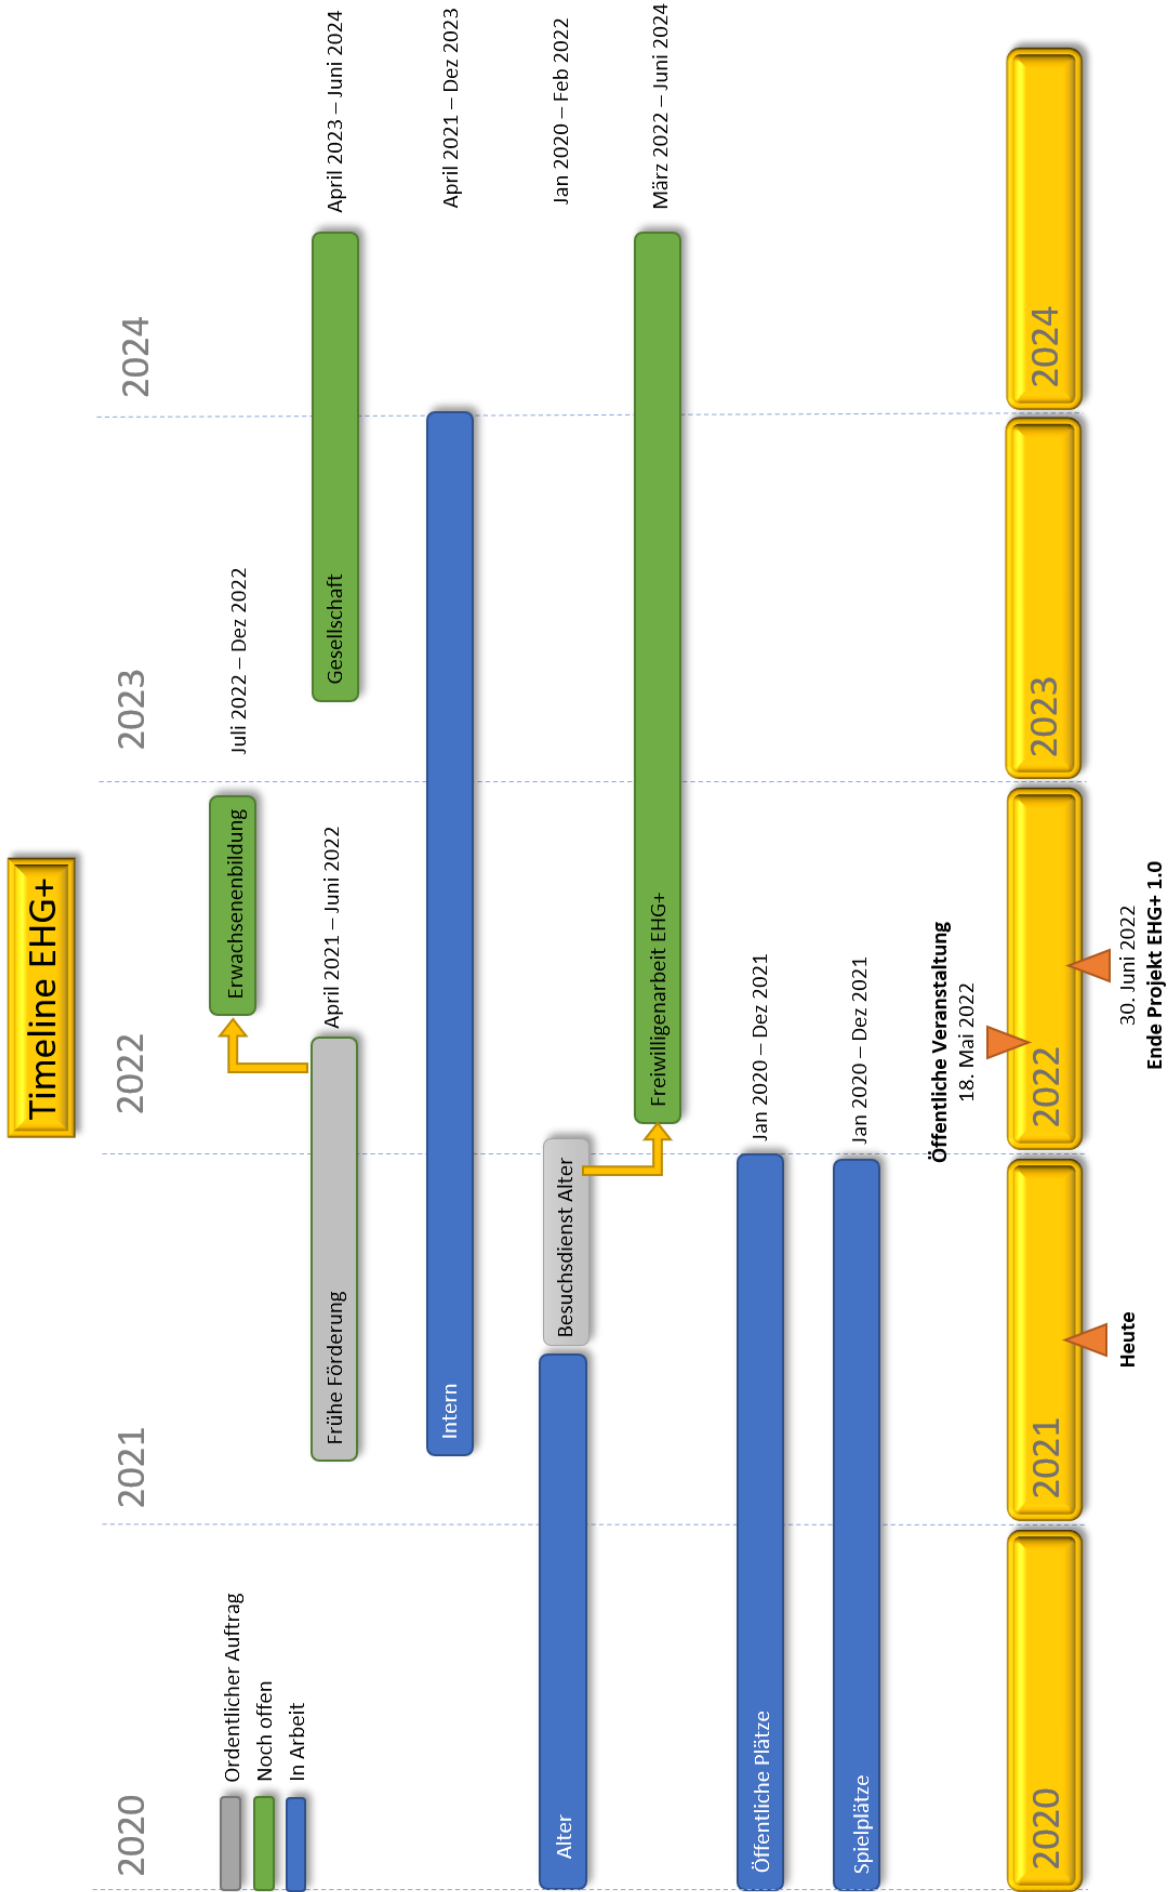 Timeline EHG+
2020
2021
2022
2023
2024
Ordentlicher Auftrag
Noch offen
In Arbeit
Erwachsenenbildung
Juli 2022 – Dez 2022
Frühe Förderung
April 2021 – Juni 2022
Gesellschaft
April 2023 – Juni 2024
Intern
April 2021 – Dez 2023
Alter
Besuchsdienst Alter
Jan 2020 – Feb 2022
Freiwilligenarbeit EHG+
März 2022 – Juni 2024
Öffentliche Plätze
Jan 2020 – Dez 2021
Spielplätze
Jan 2020 – Dez 2021
Öffentliche Veranstaltung
18. Mai 2022
2020
2021
2022
2023
2024
Heute
30. Juni 2022
Ende Projekt EHG+ 1.0